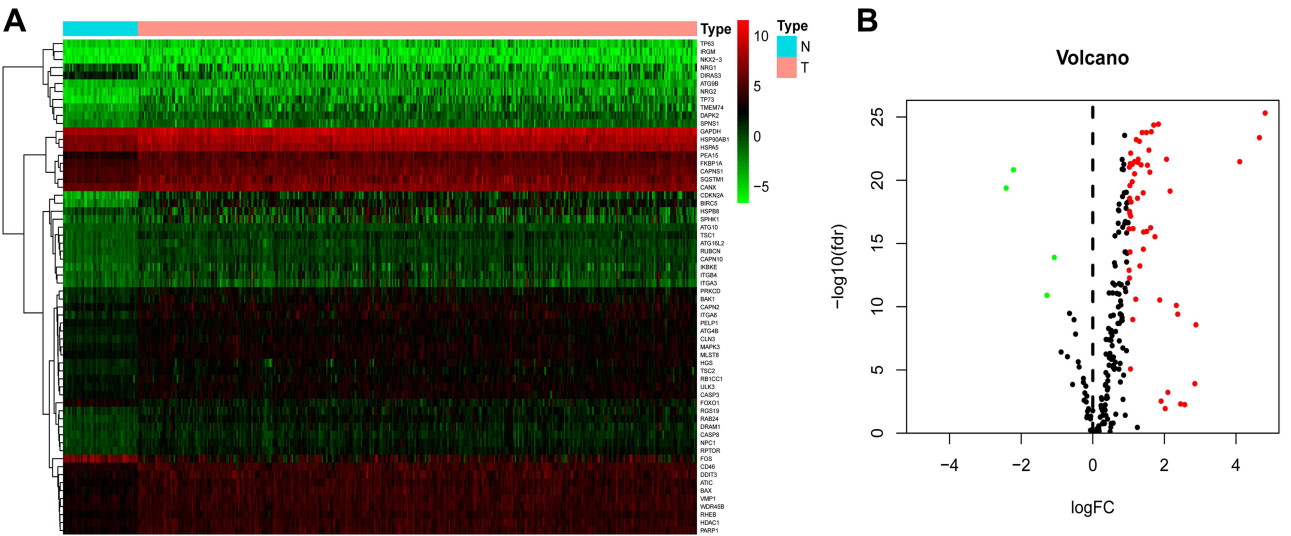 A
B
Type
10
5
0
−5
Type
N
T
TP63
IRGM
NKX2−3
NRG1
DIRAS3
ATG9B
NRG2
TP73
TMEM74
DAPK2
SPNS1
GAPDH
HSP90AB1
HSPA5
PEA15
FKBP1A
CAPNS1
SQSTM1
CANX
CDKN2A
BIRC5
HSPB8
SPHK1
ATG10
TSC1
ATG16L2
RUBCN
CAPN10
IKBKE
ITGB4
ITGA3
PRKCD
BAK1
CAPN2
ITGA6
PELP1
ATG4B
CLN3
MAPK3
MLST8
HGS
TSC2
RB1CC1
ULK3
CASP3
FOXO1
RGS19
RAB24
DRAM1
CASP8
NPC1
RPTOR
FOS
CD46
DDIT3
ATIC
BAX
VMP1
WDR45B
RHEB
HDAC1
PARP1
Volcano
−log10(fdr)
25
20
15
10
5
0
−4
−2
0
2
4
logFC